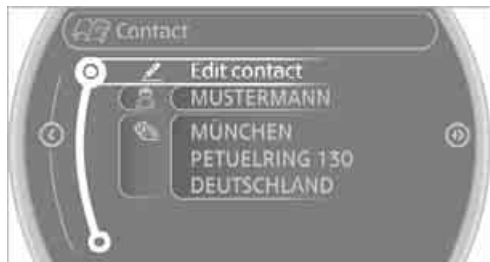 Contact
Edit contact
MUSTERMANN
MÜNCHEN
PETUELRING 130
DEUTSCHLAND